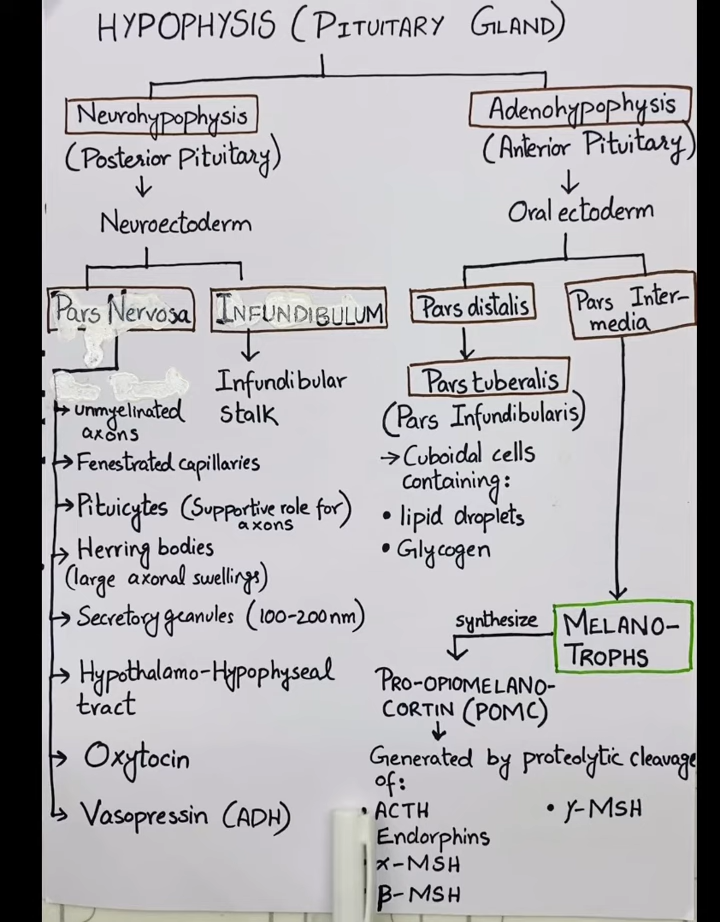 HYPOPHYSIS (PITUITARY GLAND)
Neurohypophysis
(Posterior Pituitary)
Neuroectoderm
Pars Nervosa
unmyelinated
axons
Fenestrated capillaries
Pituicytes (Supportive role for)
axons
Herring bodies
(large axonal swellings)
Secretory granules (100-200nm)
Hypothalamo-Hypophyseal
tract
Oxytocin
Vasopressin (ADH)
INFUNDIBULUM
Infundibular
stalk
Adenohypophysis
(Anterior Pituitary)
Oral ectoderm
Pars distalis
Pars tuberalis
(Pars Infundibularis)
→ Cuboidal cells
containing:
• lipid droplets
• Glycogen
Pars Inter-
media
MELANO-
TROPHS
synthesize
PRO-OPIOMELANO-
CORTIN (POMC)
Generated by proteolytic cleavage
of:
• ACTH
Endorphins
• α-MSH
β-MSH
• γ-MSH